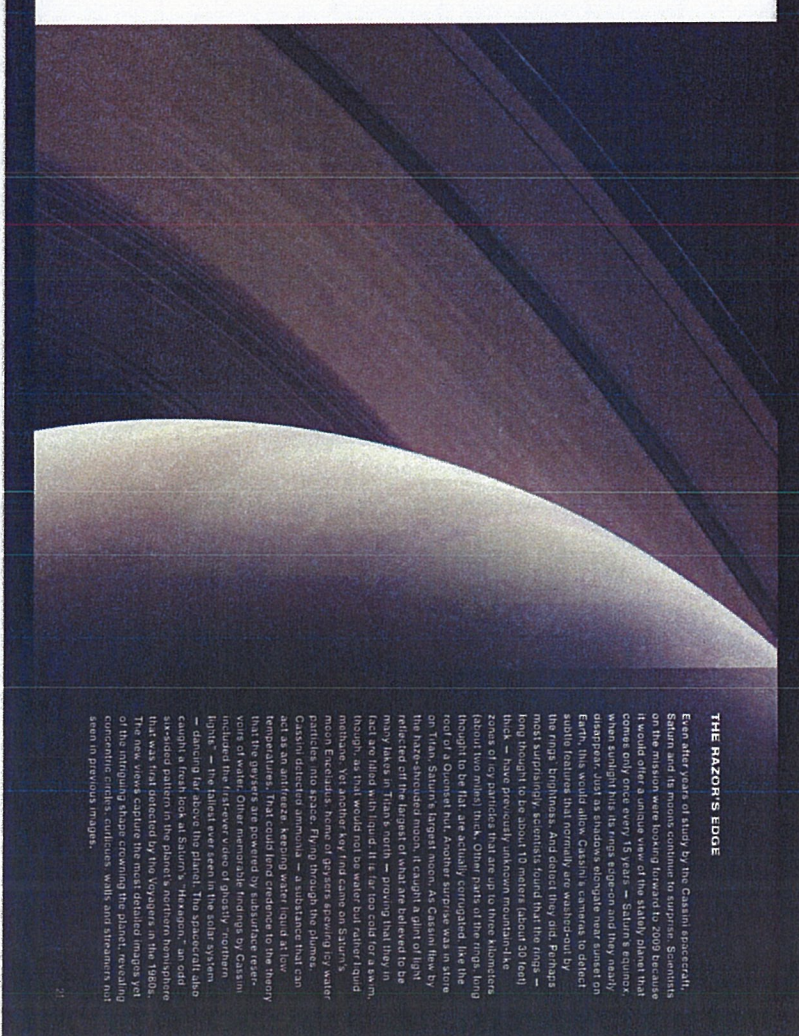 THE RAZOR'S EDGE
Even after years of study by the Cassini spacecraft,
Saturn and its moons continue to surprise. Scientists
on the mission were looking forward to 2009 because
it would offer a unique view of the stately planet that
comes only once every 15 years — Saturn's equinox,
when sunlight hits its rings edge-on and they nearly
disappear. Just as shadows elongate near sunset on
Earth, this would allow Cassini's cameras to detect
subtle features that normally are washed-out by
the rings' brightness. And detect they did. Perhaps
most surprisingly, scientists found that the rings —
long thought to be about 10 meters (about 30 feet)
thick — have previously unknown mountain-like
zones of icy particles that are up to three kilometers
(about two miles) thick. Other parts of the rings, long
thought to be flat, are actually corrugated, like the
roof of a Quonset hut. Another surprise was in store
on Titan, Saturn's largest moon. As Cassini flew by
the haze-shrouded moon, it caught a glint of light
reflected off the largest of what are believed to be
many lakes in Titan's north — proving that they in
fact are filled with liquid. It is far too cold for a swim,
though, as that would not be water but rather liquid
methane. Yet another key find came on Saturn's
moon Enceladus, home of geysers spewing icy water
particles into space. Flying through the plumes,
Cassini detected ammonia — a substance that can
act as an antifreeze, keeping water liquid at low
temperatures. That could lend credence to the theory
that the geysers are powered by subsurface reser-
voirs of water. Other memorable findings by Cassini
included the first-ever video of ghostly "northern
lights" — the tallest ever seen in the solar system
— dancing far above the planet. The spacecraft also
caught a fresh look at Saturn's "Hexagon," an odd
six-sided pattern in the planet's northern hemisphere
that was first detected by the Voyagers in the 1980s.
The new views capture the most detailed images yet
of the intriguing shape crowning the planet, revealing
concentric circles, curlicues, walls and streamers not
seen in previous images.
21